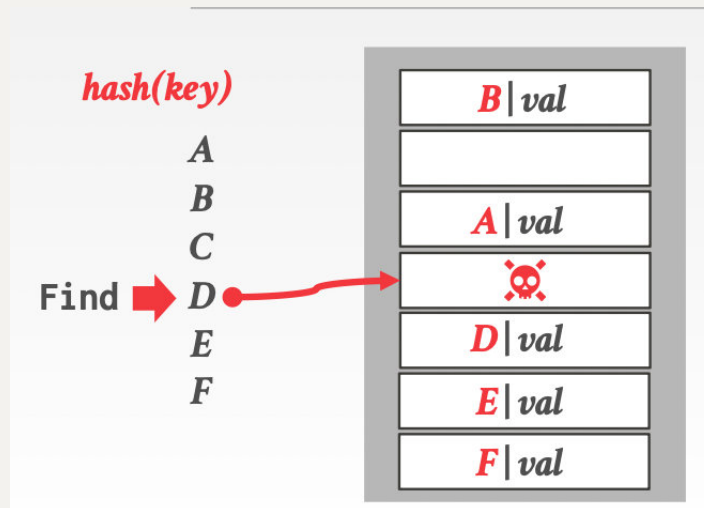 hash(key)
A
B
C
Find D
E
F
B|val
A|val
D|val
E|val
F|val